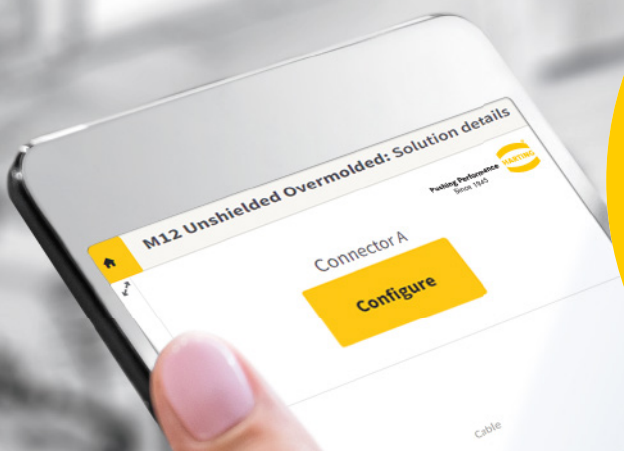 M12 Unshielded Overmolded: Solution details
Pushing Performance
Since 1945
HARTING
Connector A
Configure
Cable